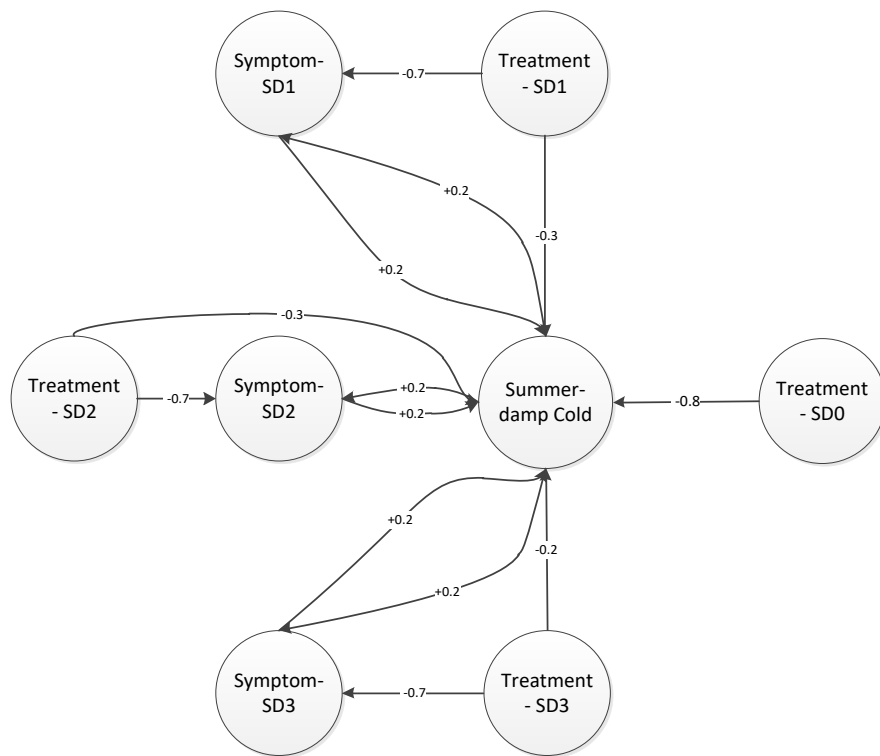 Symptom-
SD1
-0.7
Treatment
- SD1
+0.2
-0.3
+0.2
-0.3
Treatment
- SD2
-0.7
Symptom-
SD2
+0.2
+0.2
Summer-
damp Cold
-0.8
Treatment
- SD0
+0.2
-0.2
+0.2
Symptom-
SD3
-0.7
Treatment
- SD3